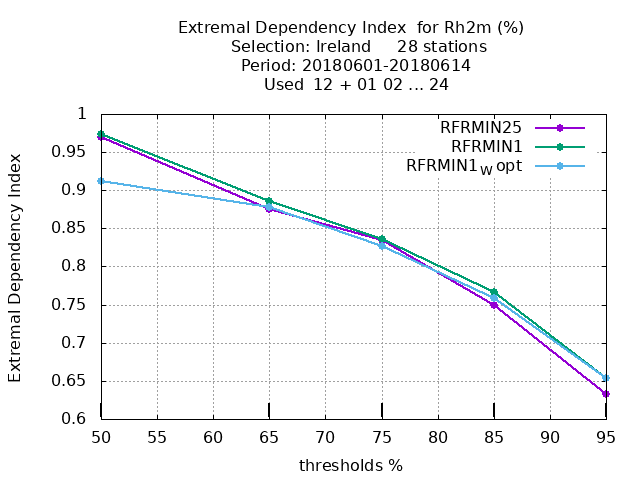 Extremal Dependency Index  for Rh2m (%)
Selection: Ireland     28 stations
Period: 20180601-20180614
Used  12 + 01 02 ... 24
RFRMIN25
RFRMIN1
RFRMIN1W opt
Extremal Dependency Index
1
0.95
0.9
0.85
0.8
0.75
0.7
0.65
0.6
50 55 60 65 70 75 80 85 90 95
thresholds %